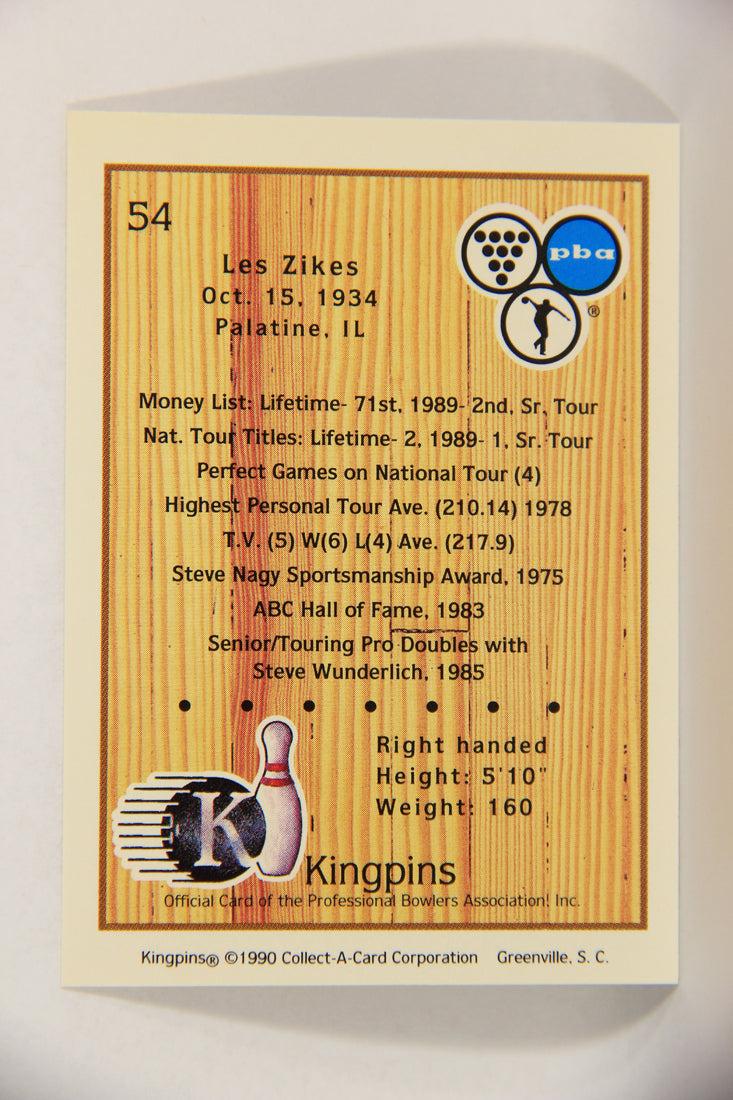 54
pba
®
Les Zikes
Oct. 15, 1934
Palatine, IL
Money List: Lifetime- 71st, 1989- 2nd, Sr. Tour
Nat. Tour Titles: Lifetime- 2, 1989- 1, Sr. Tour
Perfect Games on National Tour (4)
Highest Personal Tour Ave. (210.14) 1978
T.V. (5) W(6) L(4) Ave. (217.9)
Steve Nagy Sportsmanship Award, 1975
ABC Hall of Fame, 1983
Senior/Touring Pro Doubles with
Steve Wunderlich, 1985
Right handed
Height: 5'10"
Weight: 160
K
Kingpins
Official Card of the Professional Bowlers Association, Inc.
Kingpins® ©1990 Collect-A-Card Corporation Greenville, S. C.